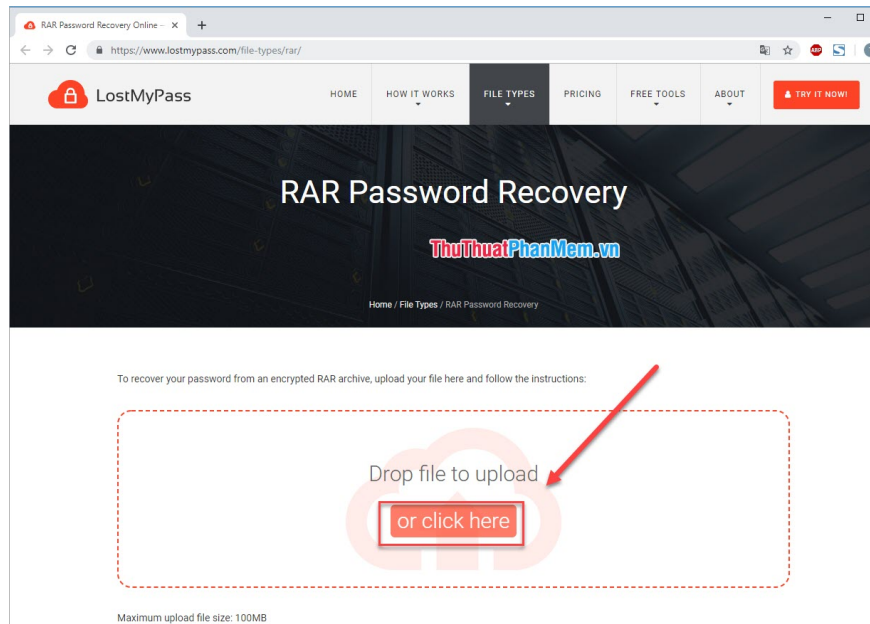 RAR Password Recovery Online –
https://www.lostmypass.com/file-types/rar/
LostMyPass
HOME
HOW IT WORKS
FILE TYPES
PRICING
FREE TOOLS
ABOUT
TRY IT NOW!
RAR Password Recovery
ThuThuatPhanMem.vn
Home / File Types / RAR Password Recovery
To recover your password from an encrypted RAR archive, upload your file here and follow the instructions:
Drop file to upload
or click here
Maximum upload file size: 100MB